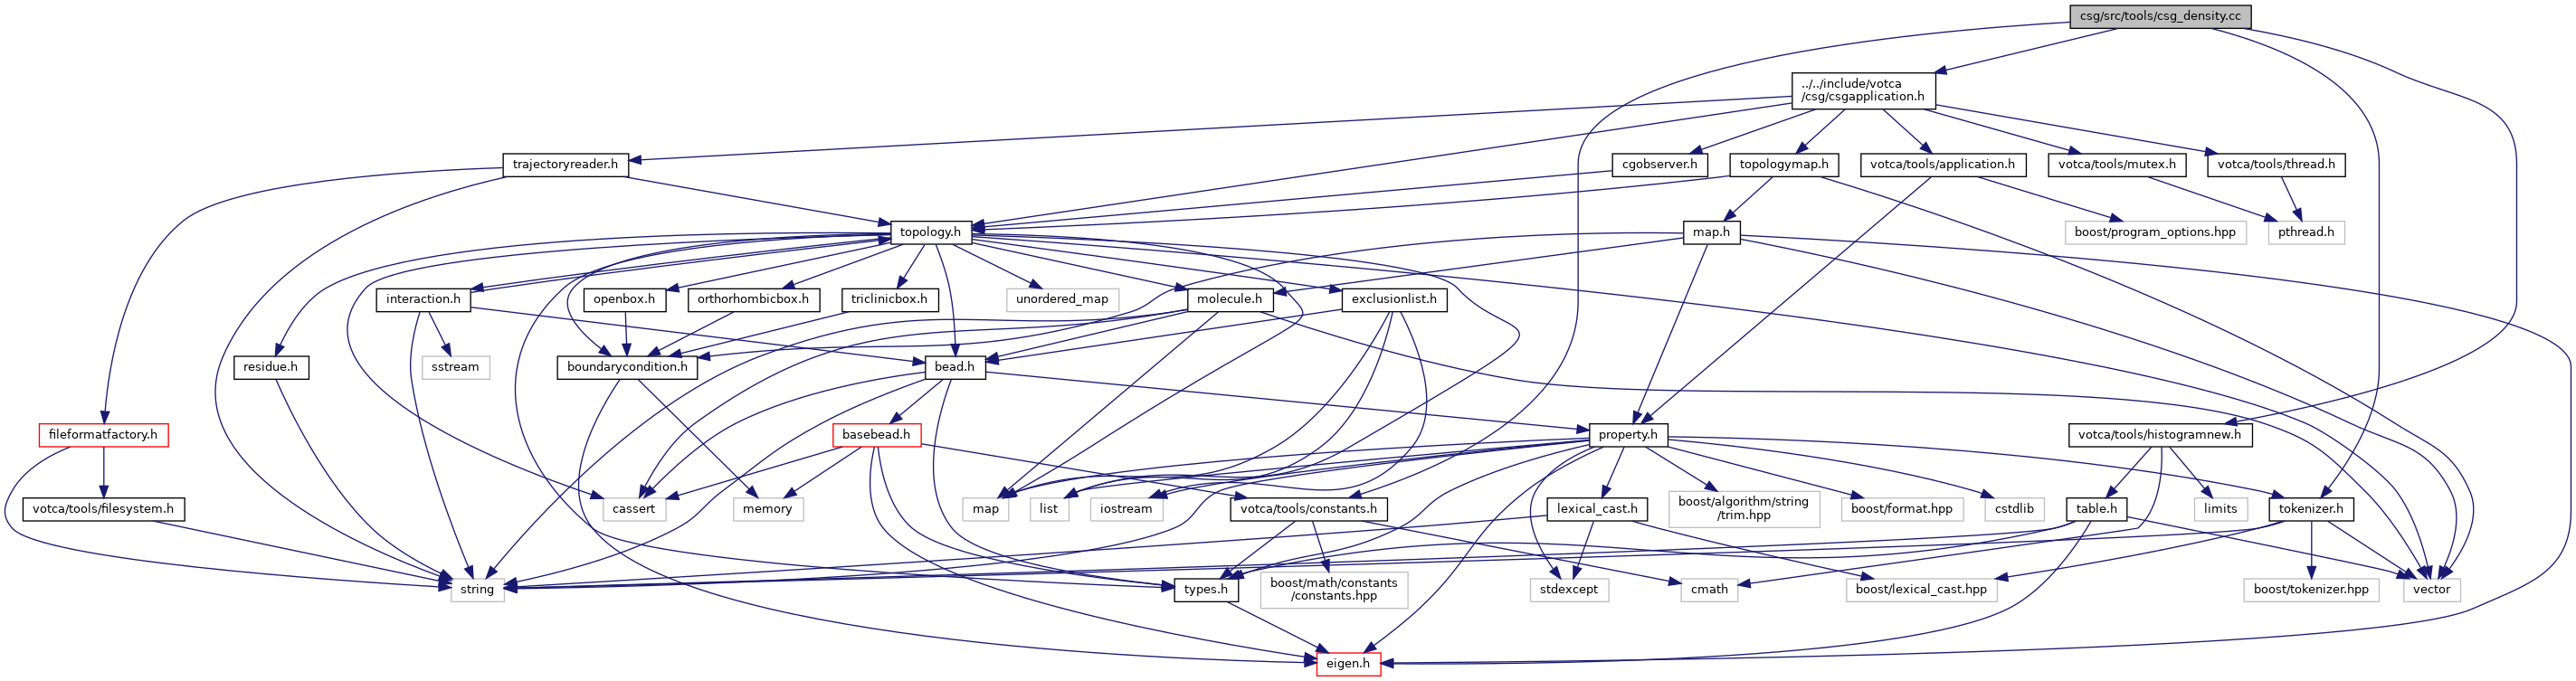 csg/src/tools/csg_density.cc
../../include/votca
/csg/csgapplication.h
trajectoryreader.h
cgobserver.h
topologymap.h
votca/tools/application.h
votca/tools/mutex.h
votca/tools/thread.h
topology.h
map.h
boost/program_options.hpp
pthread.h
interaction.h
openbox.h
orthorhombicbox.h
triclinicbox.h
unordered_map
molecule.h
exclusionlist.h
residue.h
sstream
boundarycondition.h
bead.h
fileformatfactory.h
basebead.h
property.h
votca/tools/histogramnew.h
votca/tools/filesystem.h
cassert
memory
map
list
iostream
votca/tools/constants.h
lexical_cast.h
boost/algorithm/string
/trim.hpp
boost/format.hpp
cstdlib
table.h
limits
tokenizer.h
string
types.h
boost/math/constants
/constants.hpp
stdexcept
cmath
boost/lexical_cast.hpp
boost/tokenizer.hpp
vector
eigen.h